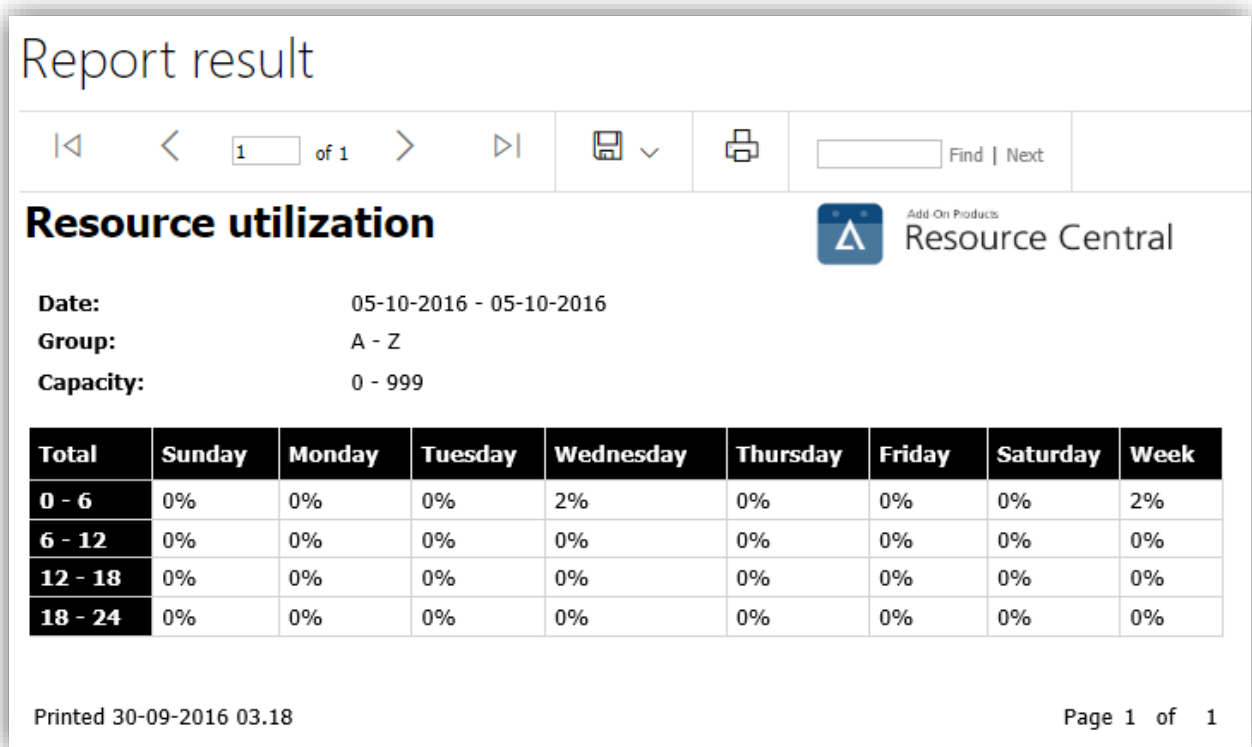 Report result
1 of 1 Find | Next
Resource utilization
Add-On Products
Resource Central
Date: 05-10-2016 - 05-10-2016
Group: A - Z
Capacity: 0 - 999
Total Sunday Monday Tuesday Wednesday Thursday Friday Saturday Week
0 - 6 0% 0% 0% 2% 0% 0% 0% 2%
6 - 12 0% 0% 0% 0% 0% 0% 0% 0%
12 - 18 0% 0% 0% 0% 0% 0% 0% 0%
18 - 24 0% 0% 0% 0% 0% 0% 0% 0%
Printed 30-09-2016 03.18 Page 1 of 1